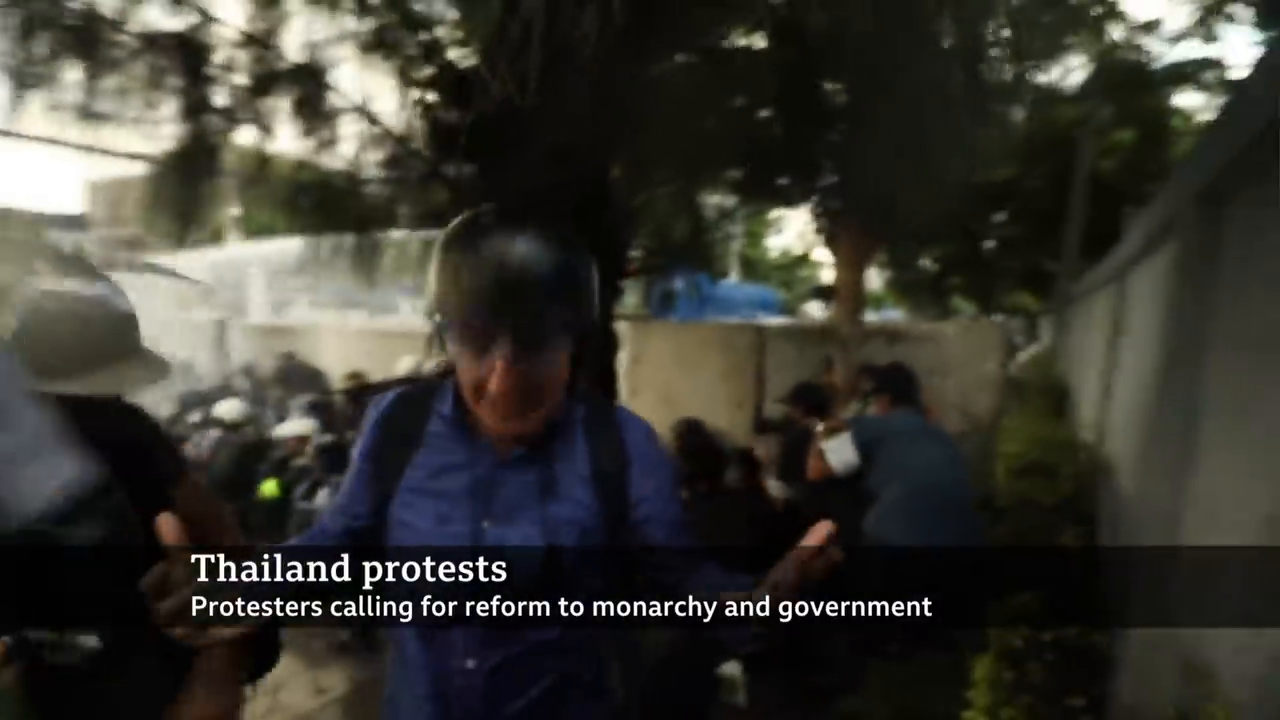 Thailand protests
Protesters calling for reform to monarchy and government